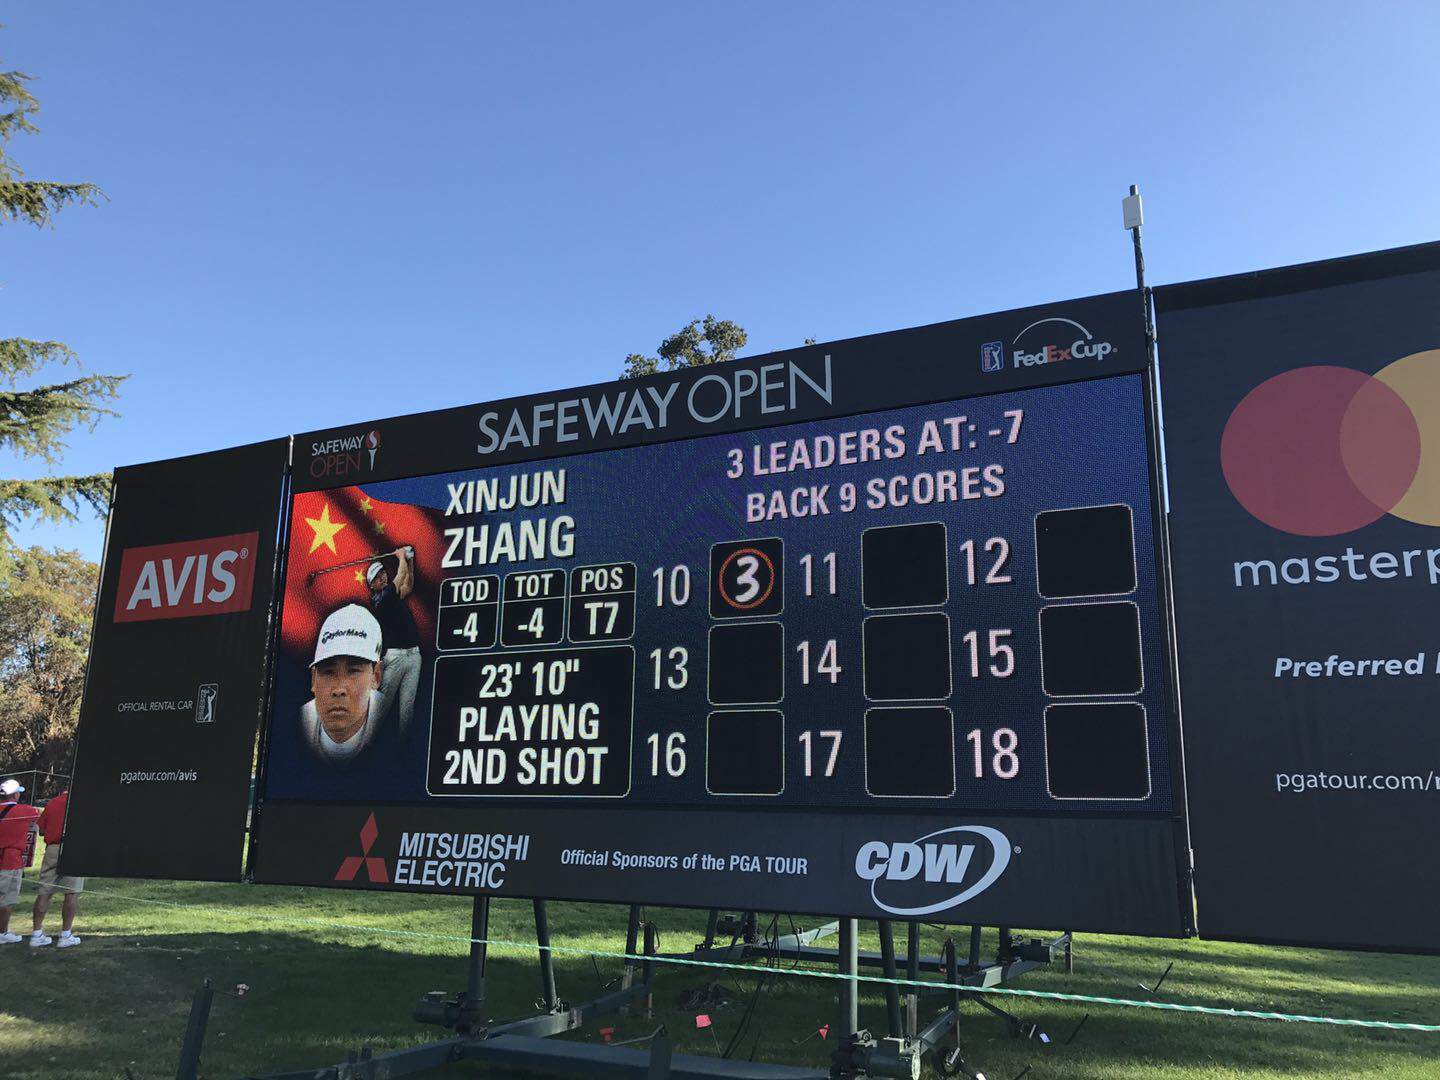 SAFEWAY OPEN
FedExCup
SAFEWAY
OPEN
3 LEADERS AT: -7
BACK 9 SCORES
XINJUN
ZHANG
TOD TOT POS
-4 -4 T7
23' 10"
PLAYING
2ND SHOT
TaylorMade
10 3 11 12
13 14 15
16 17 18
AVIS®
OFFICIAL RENTAL CAR
pgatour.com/avis
MITSUBISHI
ELECTRIC
Official Sponsors of the PGA TOUR
CDW®
masterp
Preferred
pgatour.com/